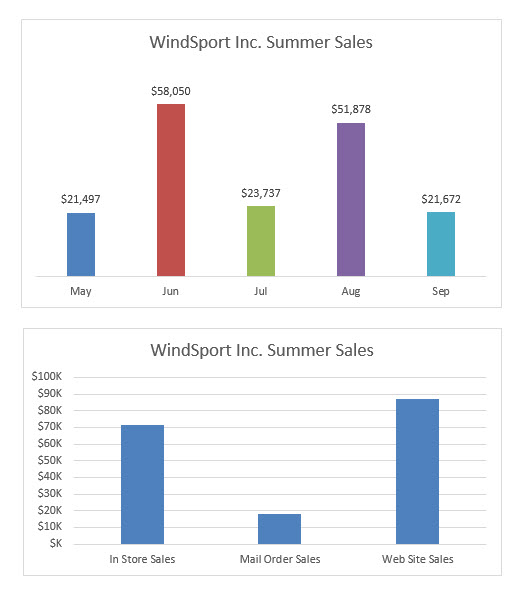 WindSport Inc. Summer Sales
$58,050
$51,878
$23,737
$21,497
$21,672
May Jun Jul Aug Sep
WindSport Inc. Summer Sales
$100K
$90K
$80K
$70K
$60K
$50K
$40K
$30K
$20K
$10K
$K
In Store Sales Mail Order Sales Web Site Sales